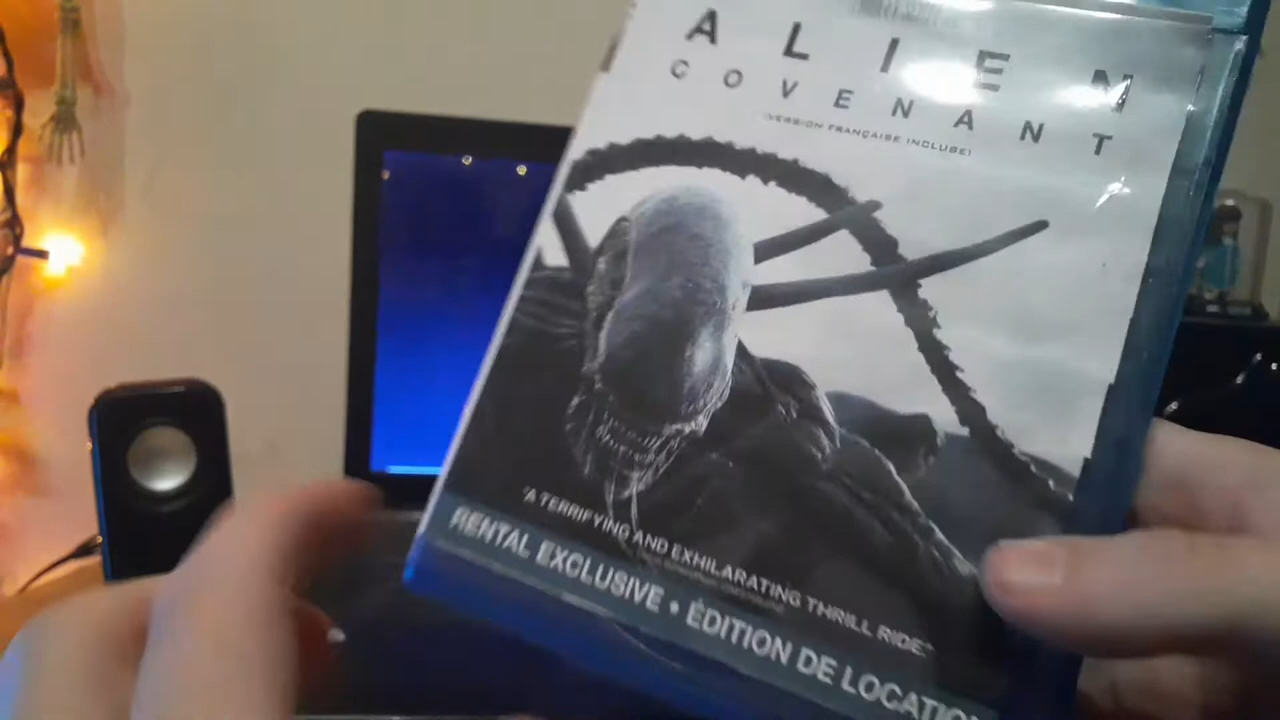 ALIEN
COVENANT
(VERSION FRANÇAISE INCLUSE)
"A TERRIFYING AND EXHILARATING THRILL RIDE."
RENTAL EXCLUSIVE • ÉDITION DE LOCATION